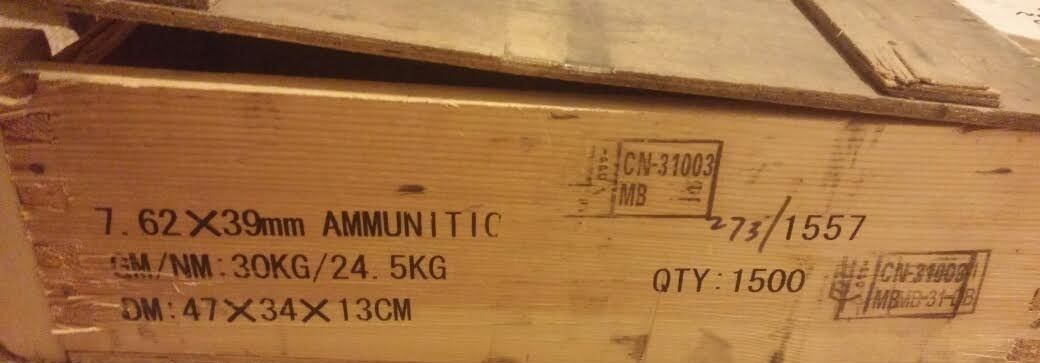 CN-31003
MB
7.62×39mm AMMUNITIO
273/1557
GM/NM:30KG/24.5KG
QTY:1500
DM:47×34×13CM